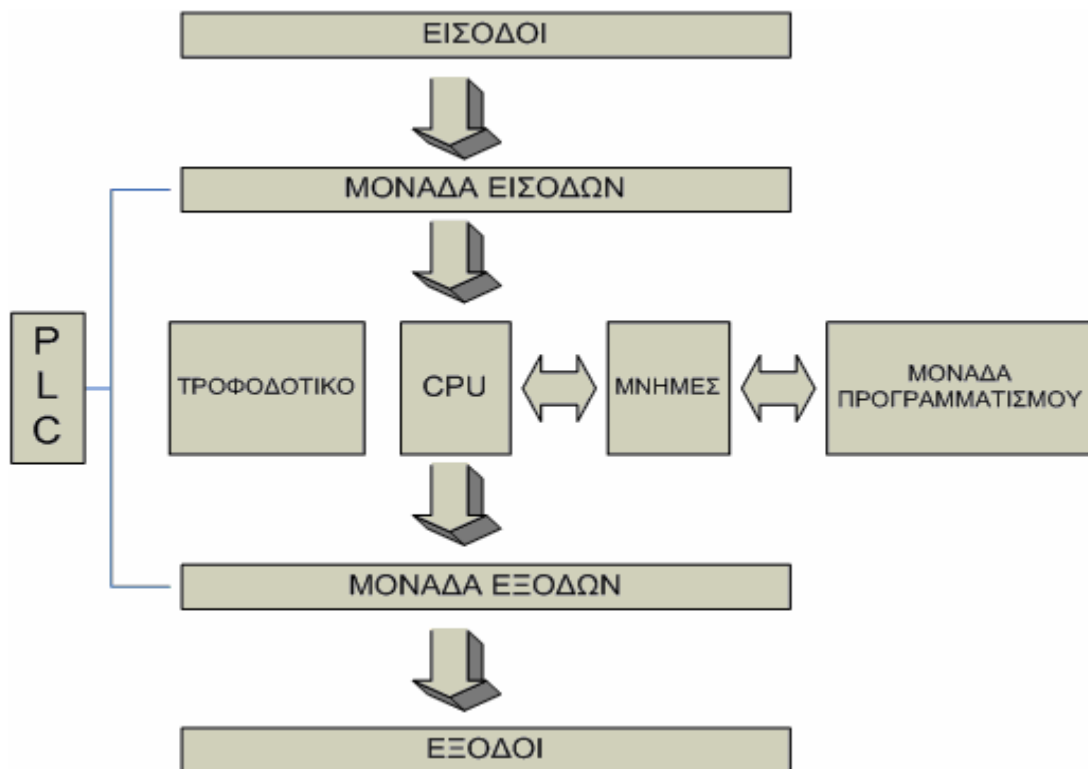 ΕΙΣΟΔΟΙ
ΜΟΝΑΔΑ ΕΙΣΟΔΩΝ
P
L
C
ΤΡΟΦΟΔΟΤΙΚΟ
CPU
ΜΝΗΜΕΣ
ΜΟΝΑΔΑ
ΠΡΟΓΡΑΜΜΑΤΙΣΜΟΥ
ΜΟΝΑΔΑ ΕΞΟΔΩΝ
ΕΞΟΔΟΙ